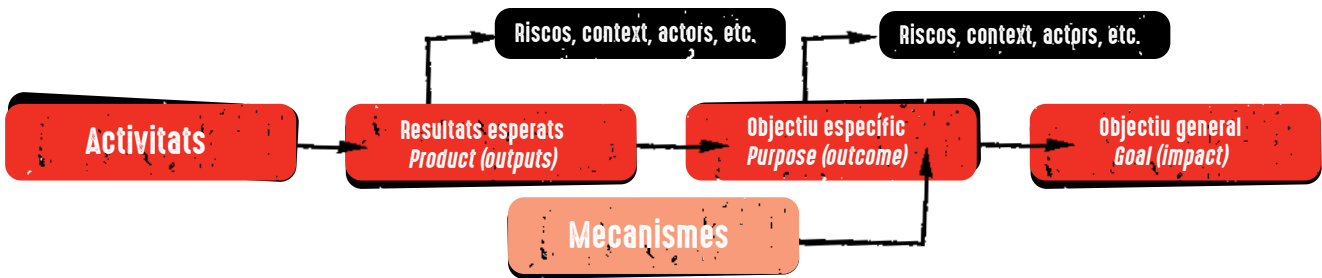 Riscos, context, actors, etc.
Riscos, context, actors, etc.
Activitats
Resultats esperats
Product (outputs)
Objectiu específic
Purpose (outcome)
Objectiu general
Goal (impact)
Mecanismes